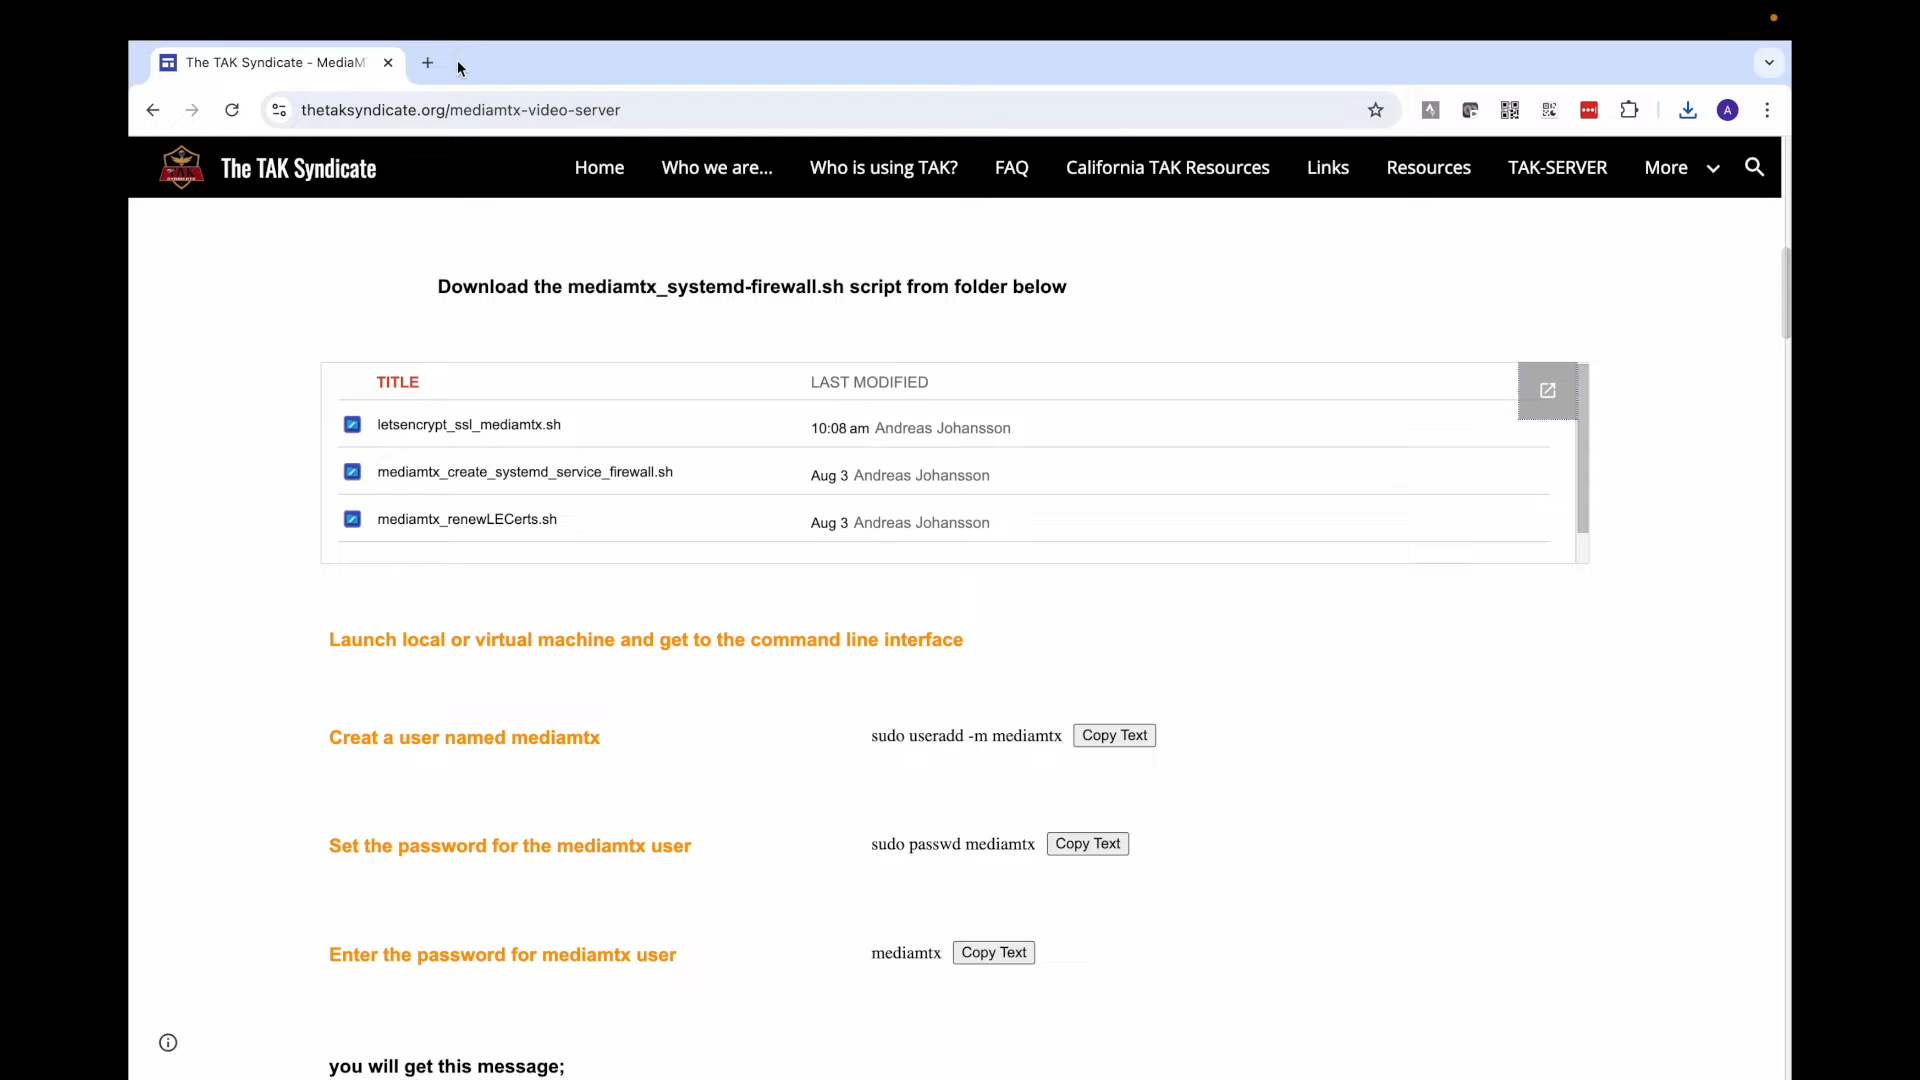 The TAK Syndicate - MediaM
thetaksyndicate.org/mediamtx-video-server
A
The TAK Syndicate
Home Who we are... Who is using TAK? FAQ California TAK Resources Links Resources TAK-SERVER More
Download the mediamtx_systemd-firewall.sh script from folder below
TITLE LAST MODIFIED
letsencrypt_ssl_mediamtx.sh 10:08 am Andreas Johansson
mediamtx_create_systemd_service_firewall.sh Aug 3 Andreas Johansson
mediamtx_renewLECerts.sh Aug 3 Andreas Johansson
Launch local or virtual machine and get to the command line interface
Creat a user named mediamtx sudo useradd -m mediamtx Copy Text
Set the password for the mediamtx user sudo passwd mediamtx Copy Text
Enter the password for mediamtx user mediamtx Copy Text
you will get this message;